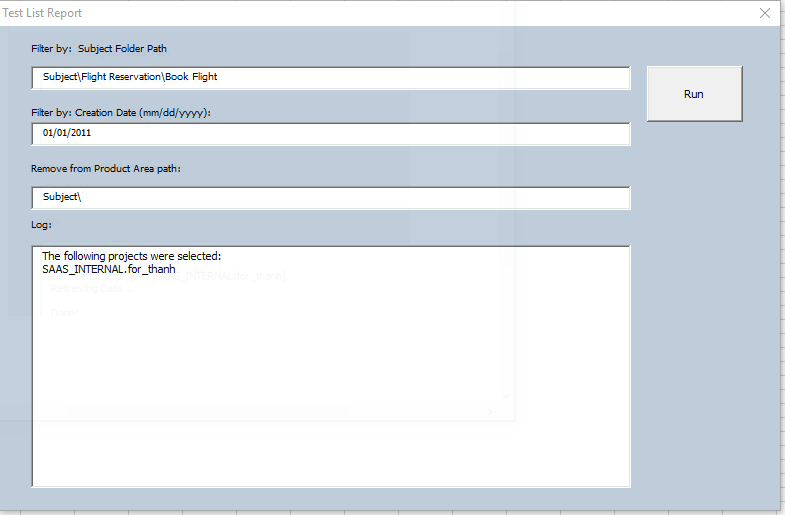 Test List Report
Filter by: Subject Folder Path
Subject\Flight Reservation\Book Flight
Run
Filter by: Creation Date (mm/dd/yyyy):
01/01/2011
Remove from Product Area path:
Subject\
Log:
The following projects were selected:
SAAS_INTERNAL.for_thanh